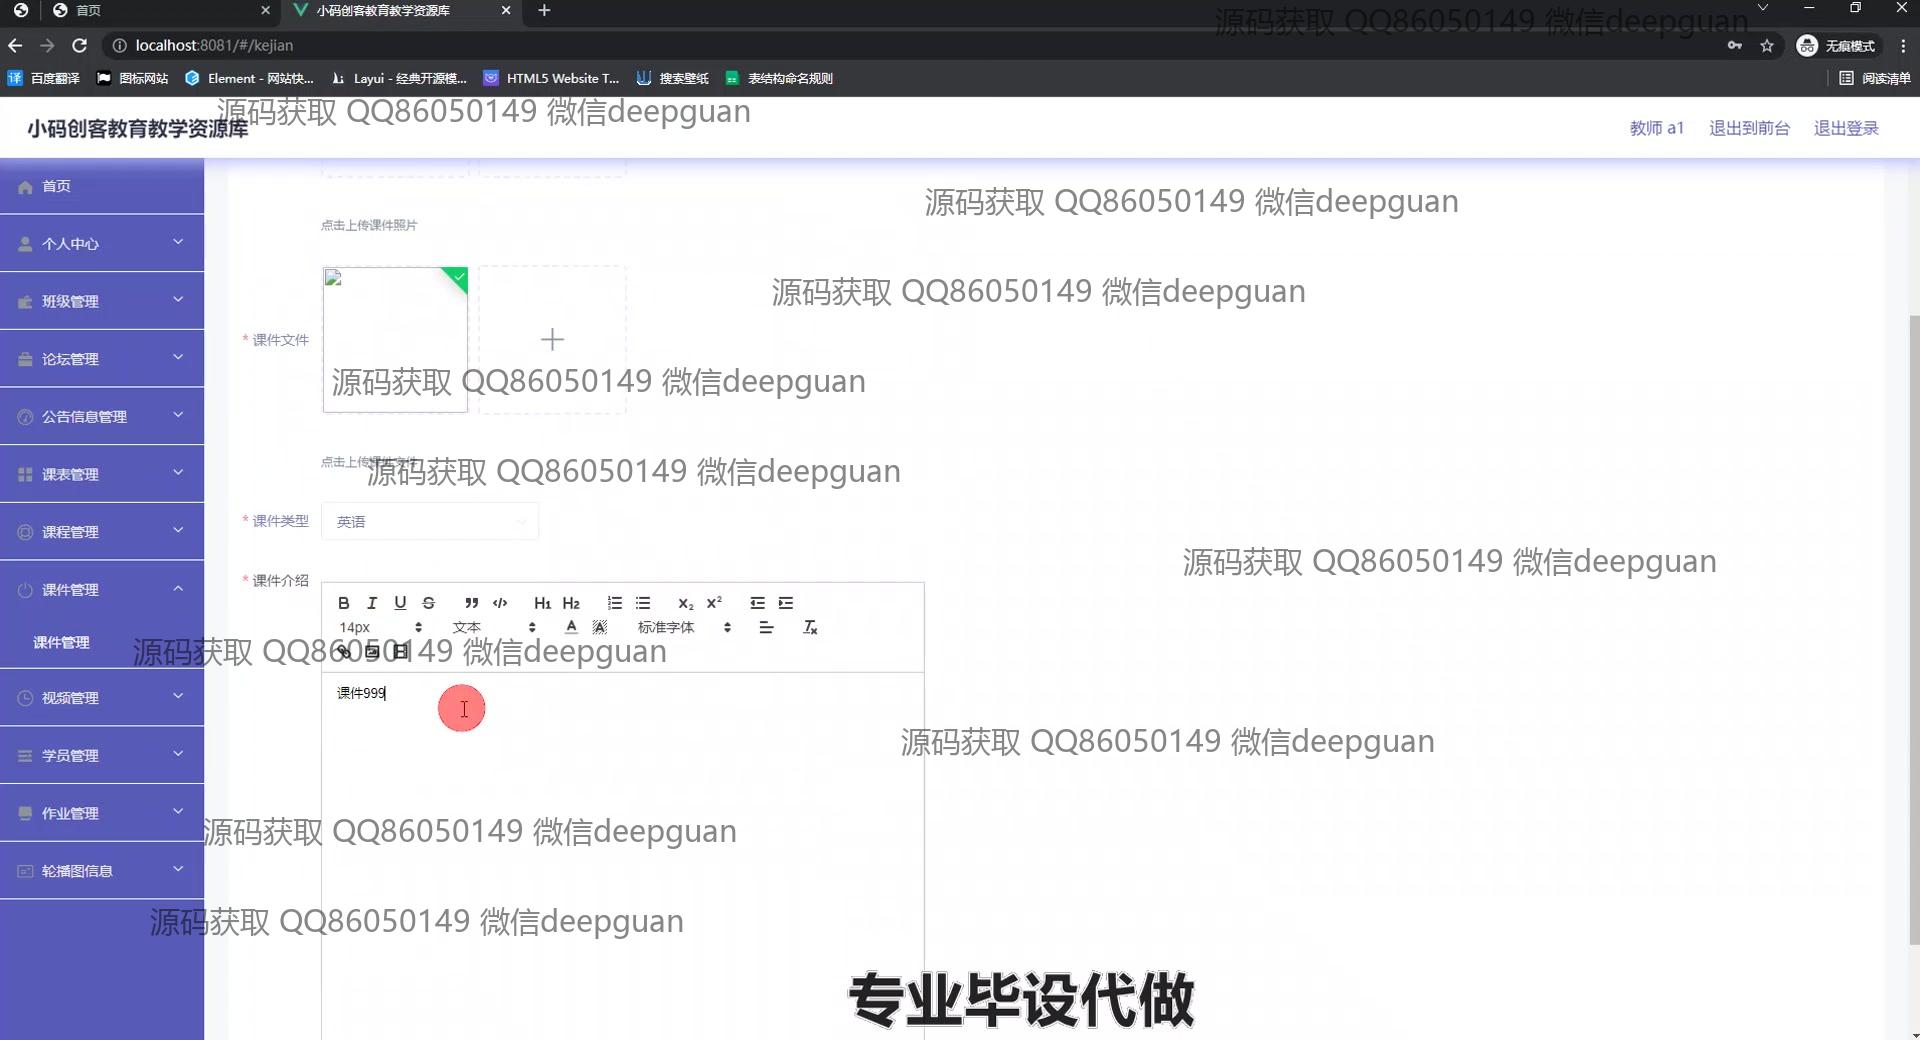 首页
小码创客教育教学资源库
源码获取 QQ86050149 微信deepguan
localhost:8081/#/kejian
无痕模式
百度翻译
图标网站
Element - 网站快...
Layui - 经典开源模...
HTML5 Website T...
搜索壁纸
表结构命名规则
阅读清单
源码获取 QQ86050149 微信deepguan
小码创客教育教学资源库
教师 a1
退出到前台
退出登录
首页
个人中心
班级管理
论坛管理
公告信息管理
课表管理
课程管理
课件管理
课件管理
视频管理
学员管理
作业管理
轮播图信息
源码获取 QQ86050149 微信deepguan
点击上传课件照片
源码获取 QQ86050149 微信deepguan
* 课件文件
源码获取 QQ86050149 微信deepguan
点击上传课件文件
源码获取 QQ86050149 微信deepguan
* 课件类型
英语
源码获取 QQ86050149 微信deepguan
* 课件介绍
B I U S H1 H2 x₂ x²
14px 文本 A A 标准字体
源码获取 QQ86050149 微信deepguan
课件999
源码获取 QQ86050149 微信deepguan
源码获取 QQ86050149 微信deepguan
源码获取 QQ86050149 微信deepguan
专业毕设代做